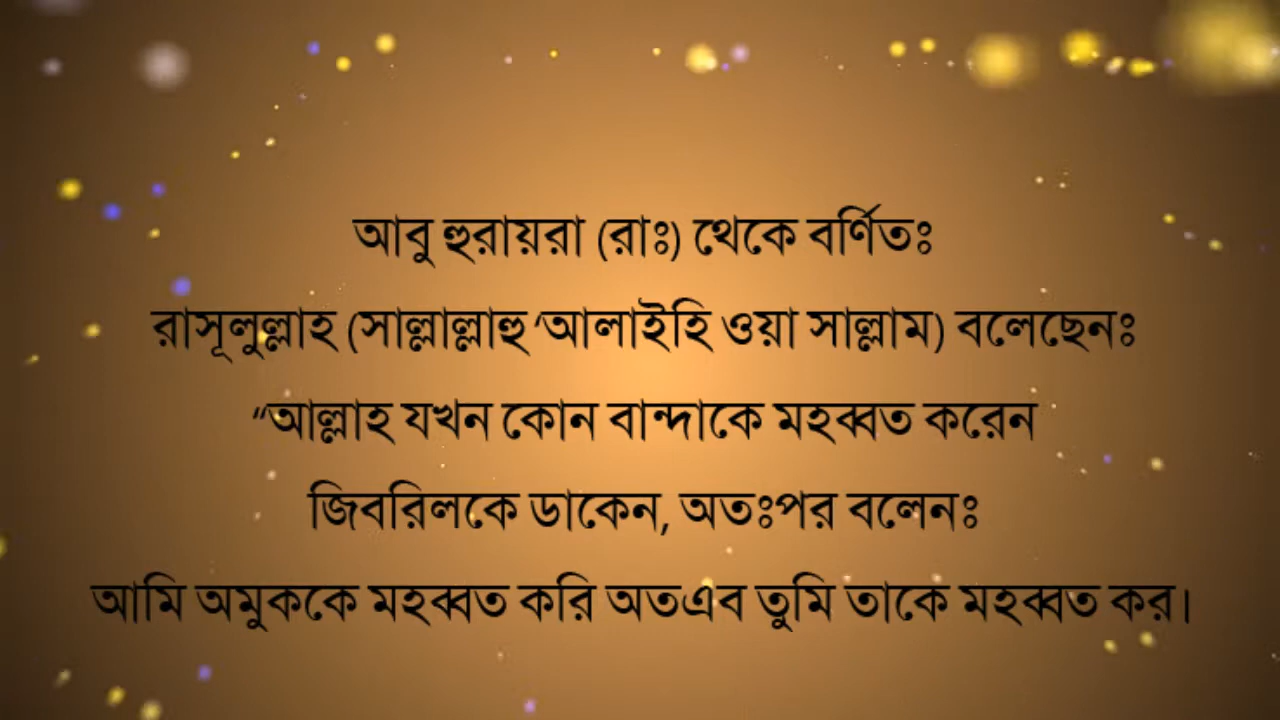 আবু হুরায়রা (রাঃ) থেকে বর্ণিতঃ
রাসূলুল্লাহ (সাল্লাল্লাহু ‘আলাইহি ওয়া সাল্লাম) বলেছেনঃ
“আল্লাহ যখন কোন বান্দাকে মহব্বত করেন
জিবরিলকে ডাকেন, অতঃপর বলেনঃ
আমি অমুককে মহব্বত করি অতএব তুমি তাকে মহব্বত কর।